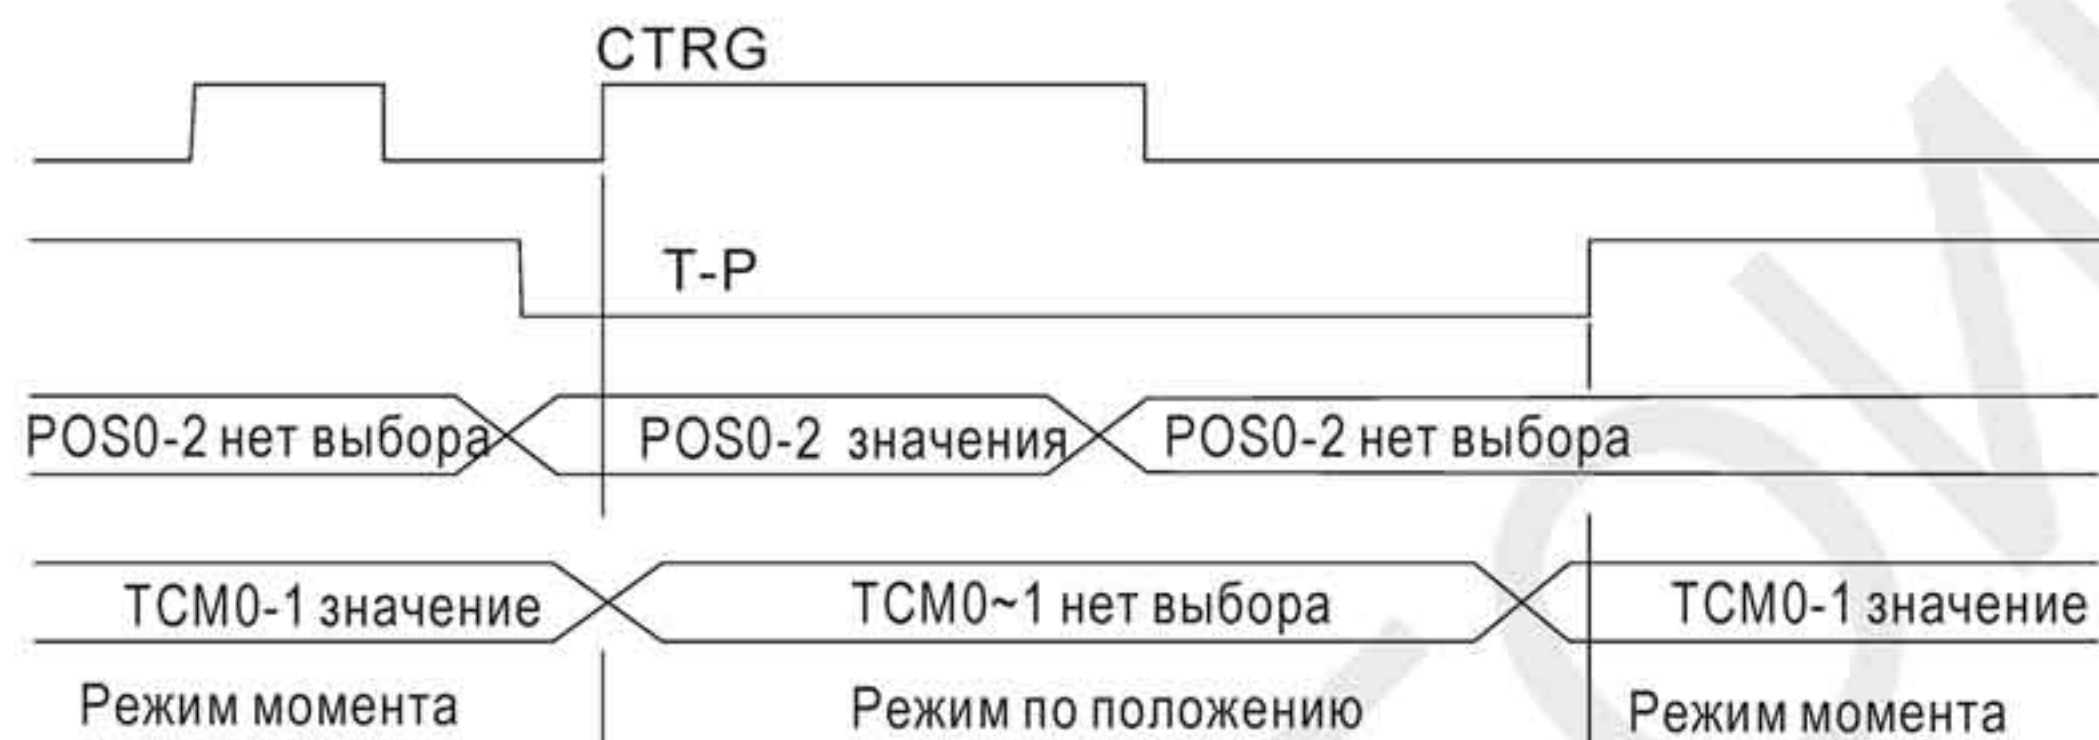 CTRG
T-P
POS0-2 нет выбора POS0-2 значения POS0-2 нет выбора
TCM0-1 значение TCM0~1 нет выбора TCM0-1 значение
Режим момента Режим по положению Режим момента